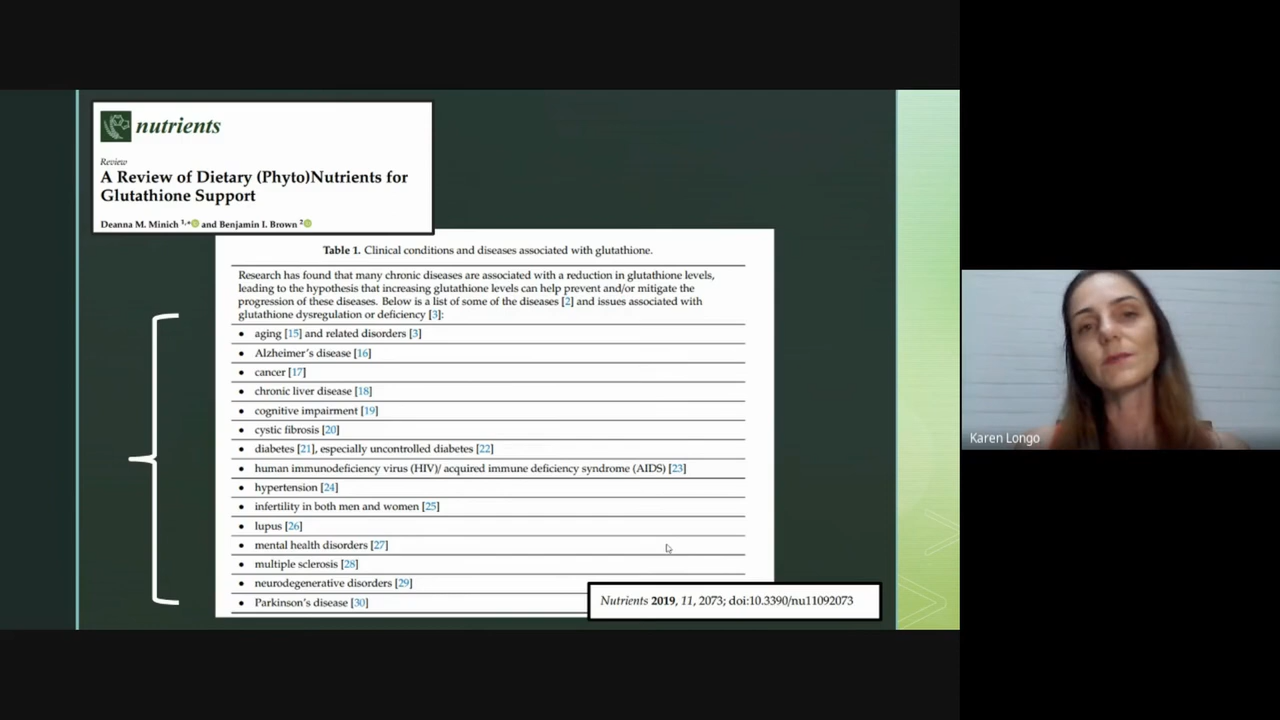 nutrients
Review
A Review of Dietary (Phyto)Nutrients for
Glutathione Support
Deanna M. Minich 1,* and Benjamin I. Brown 2
Table 1. Clinical conditions and diseases associated with glutathione.
Research has found that many chronic diseases are associated with a reduction in glutathione levels,
leading to the hypothesis that increasing glutathione levels can help prevent and/or mitigate the
progression of these diseases. Below is a list of some of the diseases [2] and issues associated with
glutathione dysregulation or deficiency [3]:
• aging [15] and related disorders [3]
• Alzheimer's disease [16]
• cancer [17]
• chronic liver disease [18]
• cognitive impairment [19]
• cystic fibrosis [20]
• diabetes [21], especially uncontrolled diabetes [22]
• human immunodeficiency virus (HIV)/ acquired immune deficiency syndrome (AIDS) [23]
• hypertension [24]
• infertility in both men and women [25]
• lupus [26]
• mental health disorders [27]
• multiple sclerosis [28]
• neurodegenerative disorders [29]
• Parkinson's disease [30]
Nutrients 2019, 11, 2073; doi:10.3390/nu11092073
Karen Longo